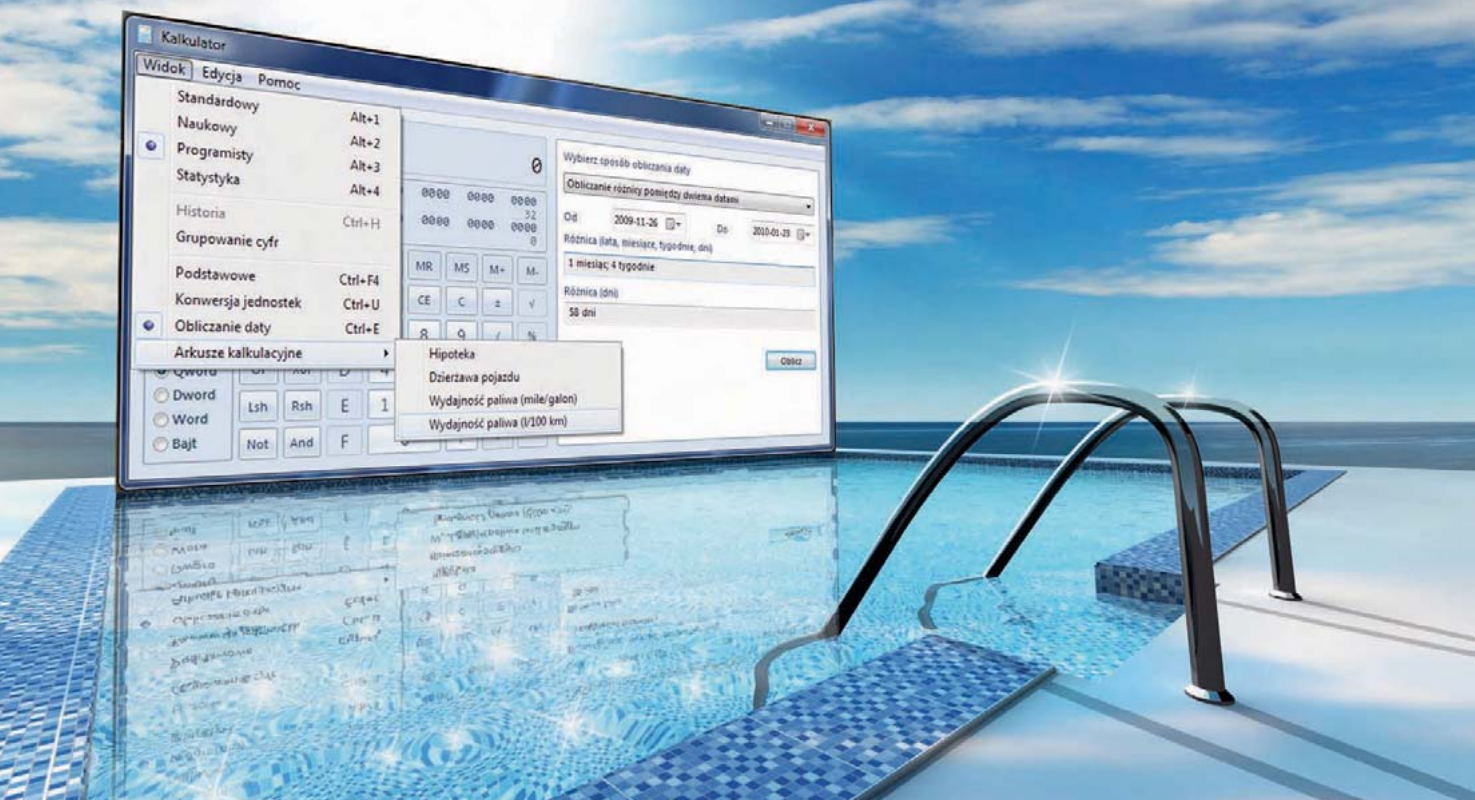 Kalkulator
Widok Edycja Pomoc
Standardowy Alt+1
Naukowy Alt+2
Programisty Alt+3
Statystyka Alt+4
Historia Ctrl+H
Grupowanie cyfr
Podstawowe Ctrl+F4
Konwersja jednostek Ctrl+U
Obliczanie daty Ctrl+E
Arkusze kalkulacyjne
Hipoteka
Dzierżawa pojazdu
Wydajność paliwa (mile/galon)
Wydajność paliwa (l/100 km)
0
0000 0000 0000
32
0000 0000 0000
0
MR MS M+ M-
CE C ± √
8 9 / %
Qword
Dword Lsh Rsh E 1
Word
Bajt Not And F
Wybierz sposób obliczania daty
Obliczanie różnicy pomiędzy dwiema datami
Od 2009-11-26 Do 2010-01-23
Różnica (lata, miesiące, tygodnie, dni)
1 miesiąc; 4 tygodnie
Różnica (dni)
58 dni
Oblicz